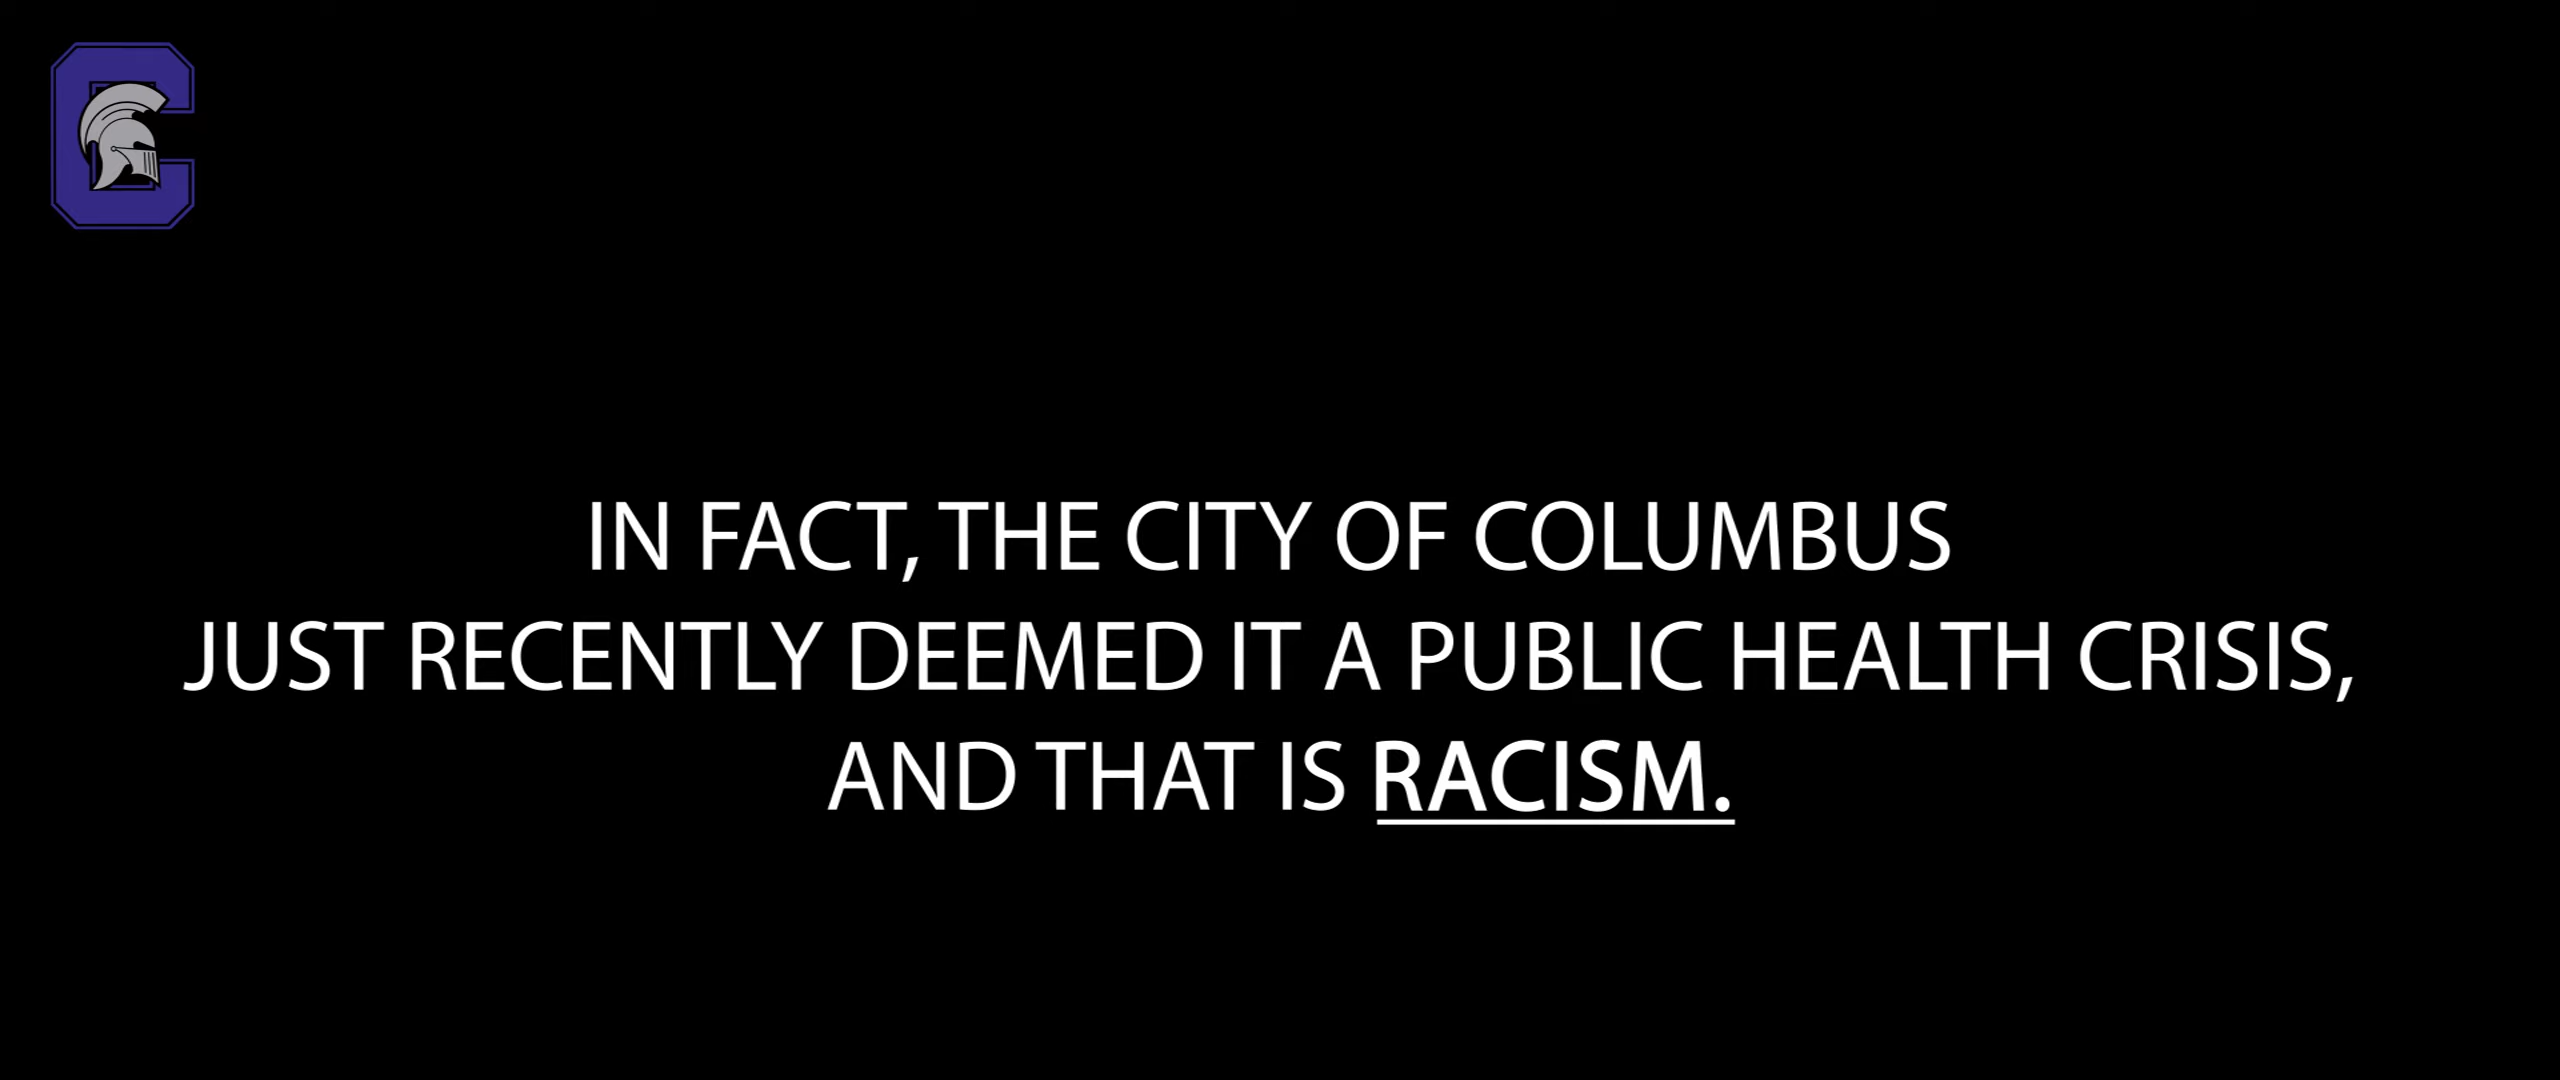 C
IN FACT, THE CITY OF COLUMBUS
JUST RECENTLY DEEMED IT A PUBLIC HEALTH CRISIS,
AND THAT IS RACISM.